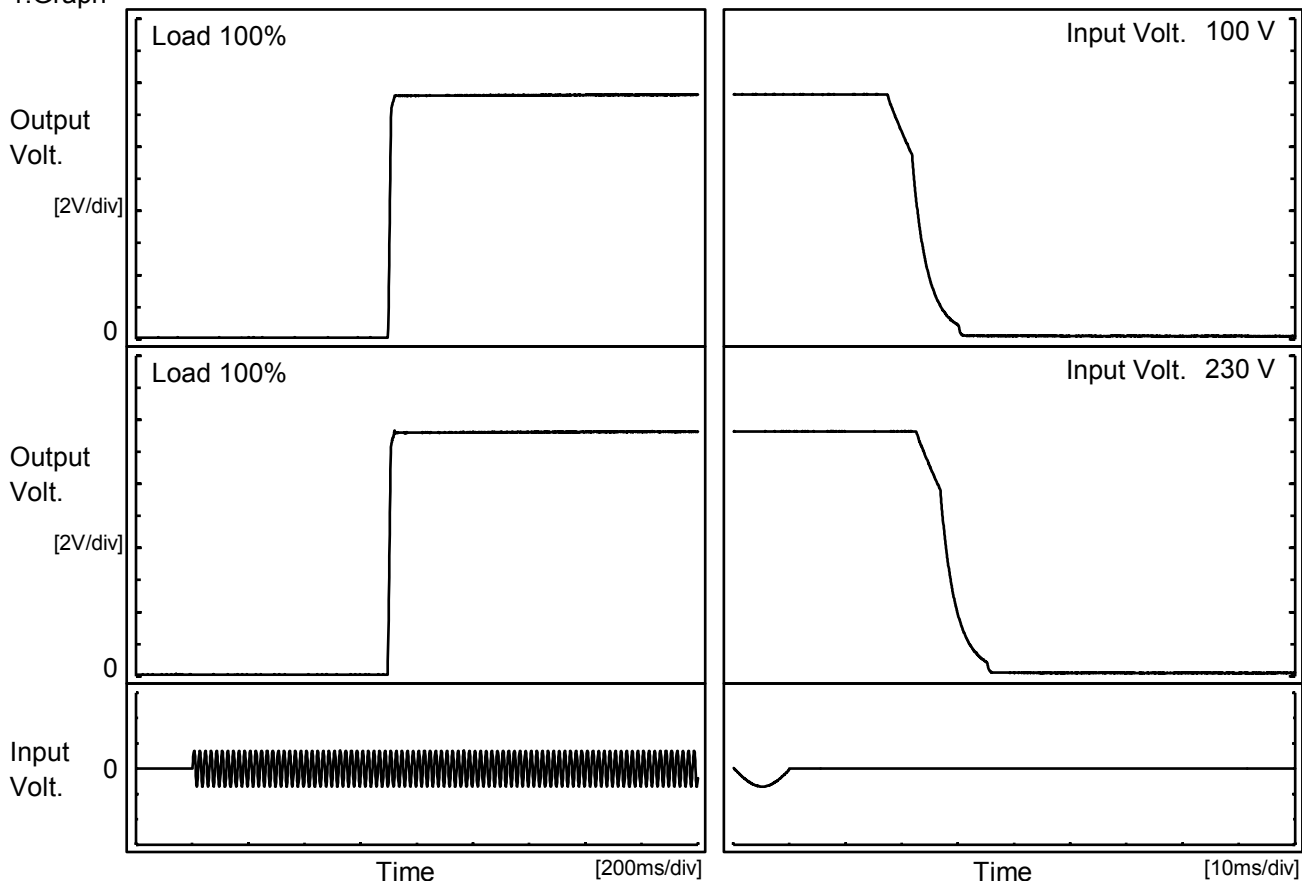 Load 100%
Input Volt. 100 V
Output
Volt.
[2V/div]
0
Load 100%
Input Volt. 230 V
Output
Volt.
[2V/div]
0
Input
Volt.
0
Time
[200ms/div]
Time
[10ms/div]